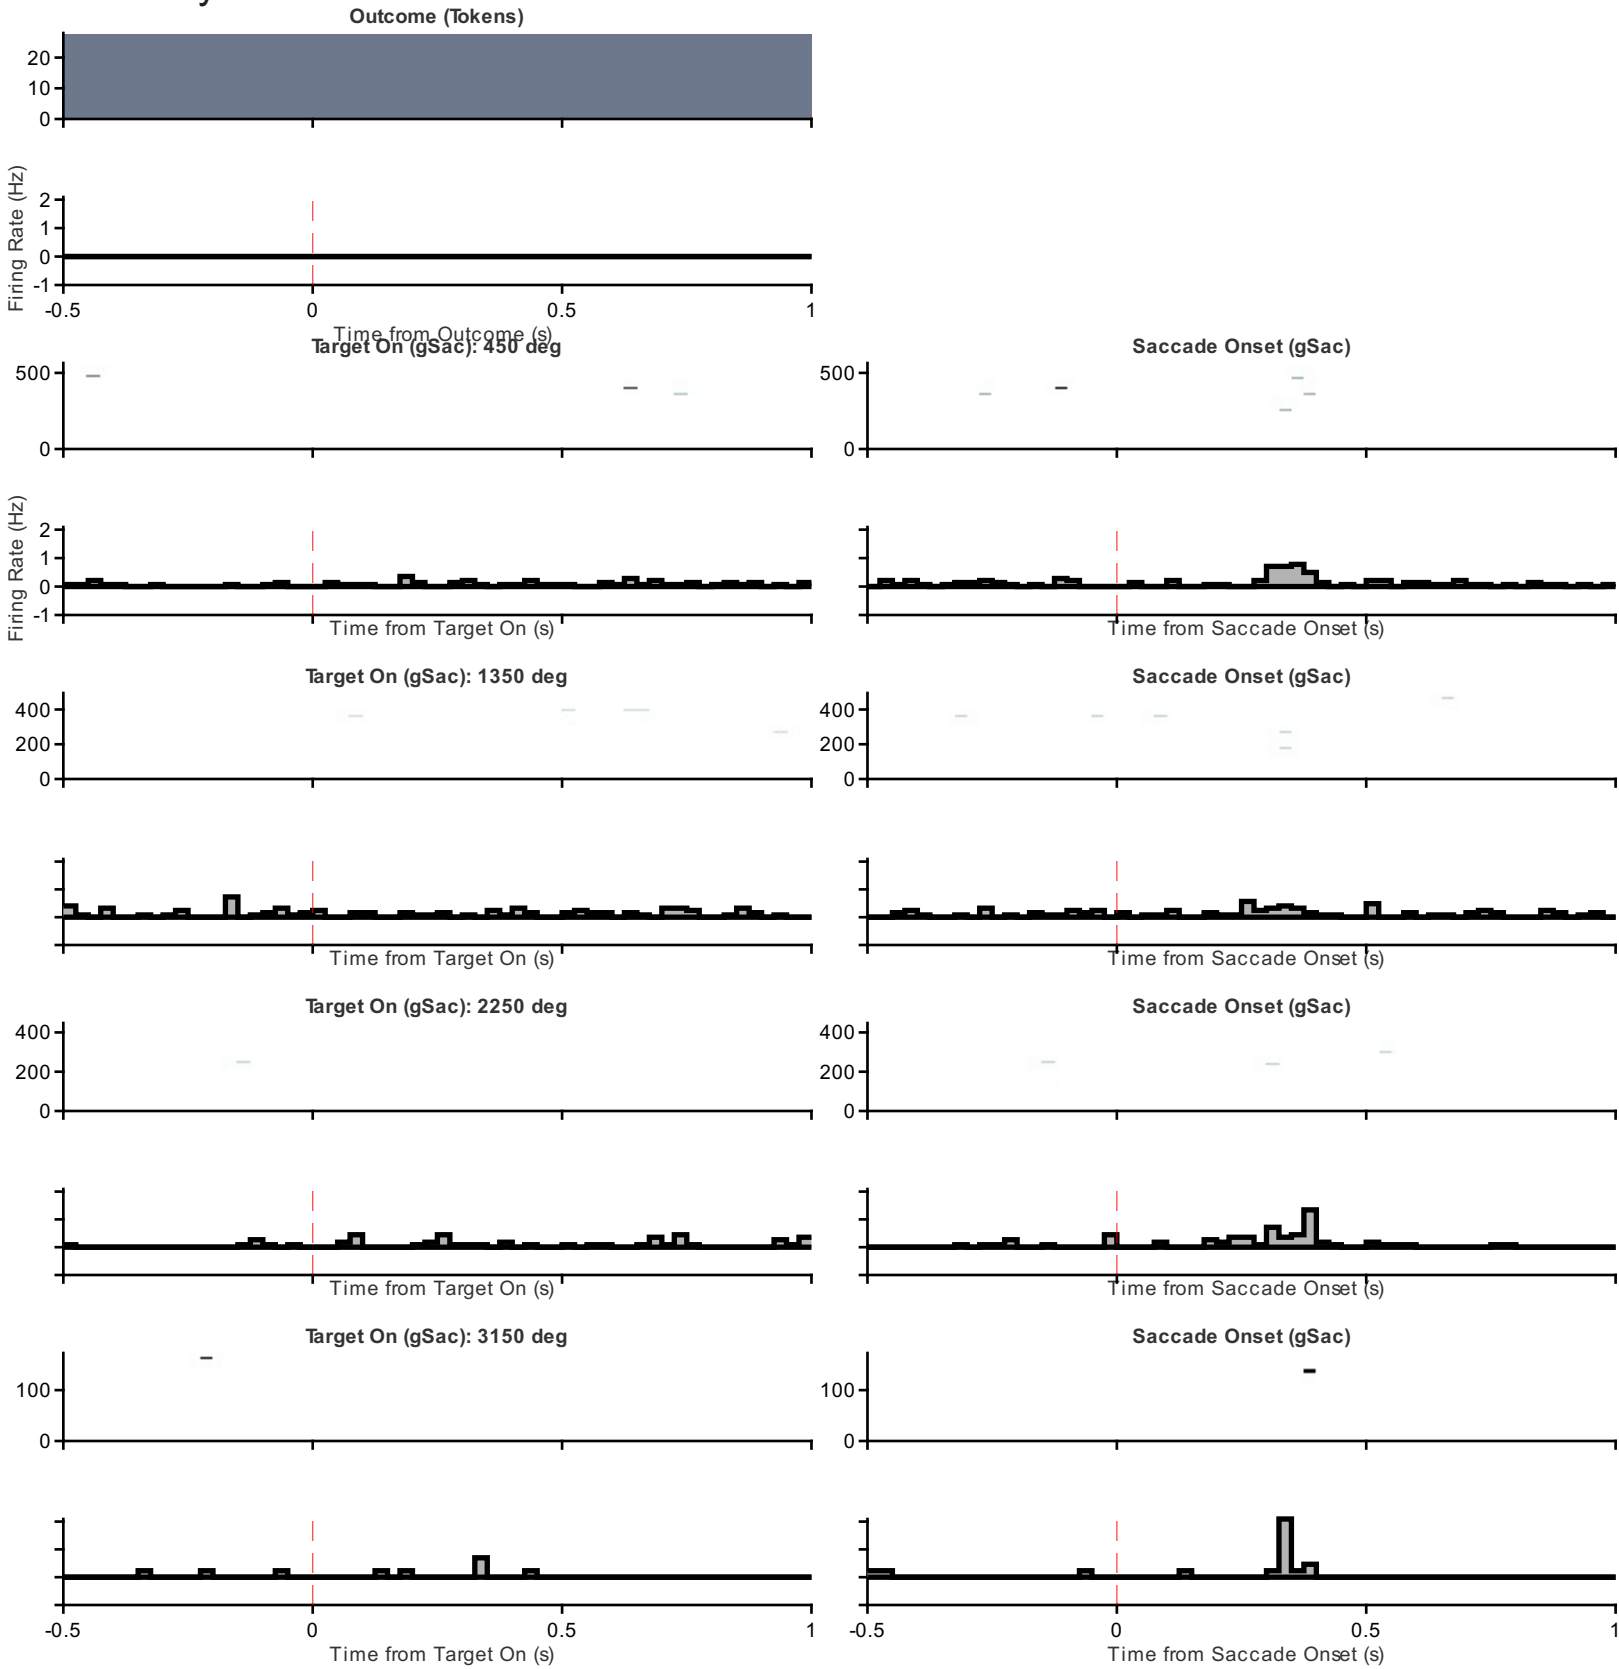 Outcome (Tokens)
20
10
0
Firing Rate (Hz)
2
1
0
-1
-0.5 0 0.5 1
Time from Outcome (s)
Target On (gSac): 450 deg Saccade Onset (gSac)
500 500
0 0
Firing Rate (Hz)
2
1
0
-1
Time from Target On (s) Time from Saccade Onset (s)
Target On (gSac): 1350 deg Saccade Onset (gSac)
400 400
200 200
0 0
Time from Target On (s) Time from Saccade Onset (s)
Target On (gSac): 2250 deg Saccade Onset (gSac)
400 400
200 200
0 0
Time from Target On (s) Time from Saccade Onset (s)
Target On (gSac): 3150 deg Saccade Onset (gSac)
100 100
0 0
-0.5 0 0.5 1 -0.5 0 0.5 1
Time from Target On (s) Time from Saccade Onset (s)